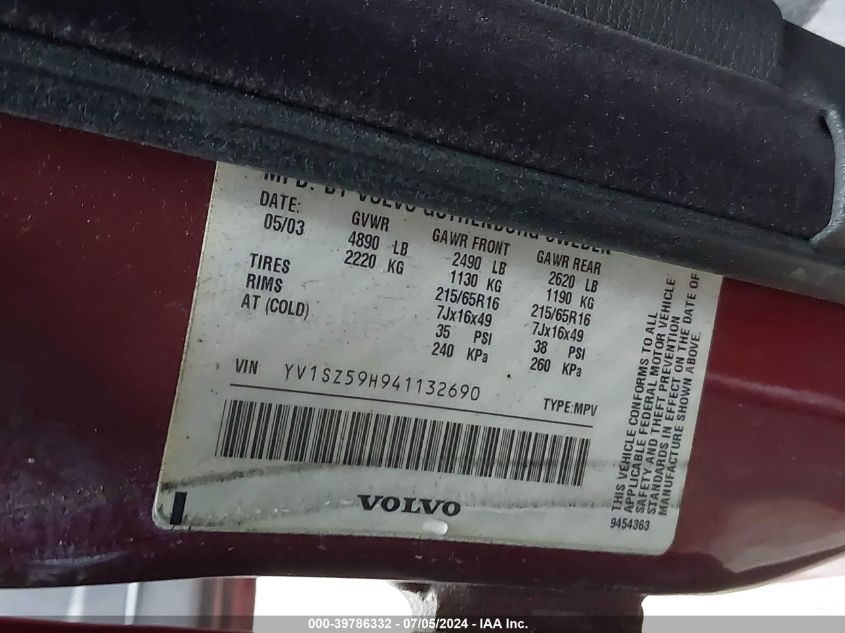 MFD. BY VOLVO GOTHENBURG SWEDEN
DATE: GVWR GAWR FRONT GAWR REAR
05/03 4890 LB 2490 LB 2620 LB
2220 KG 1130 KG 1190 KG
TIRES 215/65R16 215/65R16
RIMS 7Jx16x49 7Jx16x49
AT (COLD) 35 PSI 38 PSI
240 KPa 260 KPa
VIN YV1SZ59H941132690 TYPE:MPV
VOLVO
THIS VEHICLE CONFORMS TO ALL
APPLICABLE FEDERAL MOTOR VEHICLE
SAFETY AND THEFT PREVENTION
STANDARDS IN EFFECT ON THE DATE OF
MANUFACTURE SHOWN ABOVE
9454363
000-39786332 - 07/05/2024 - IAA Inc.